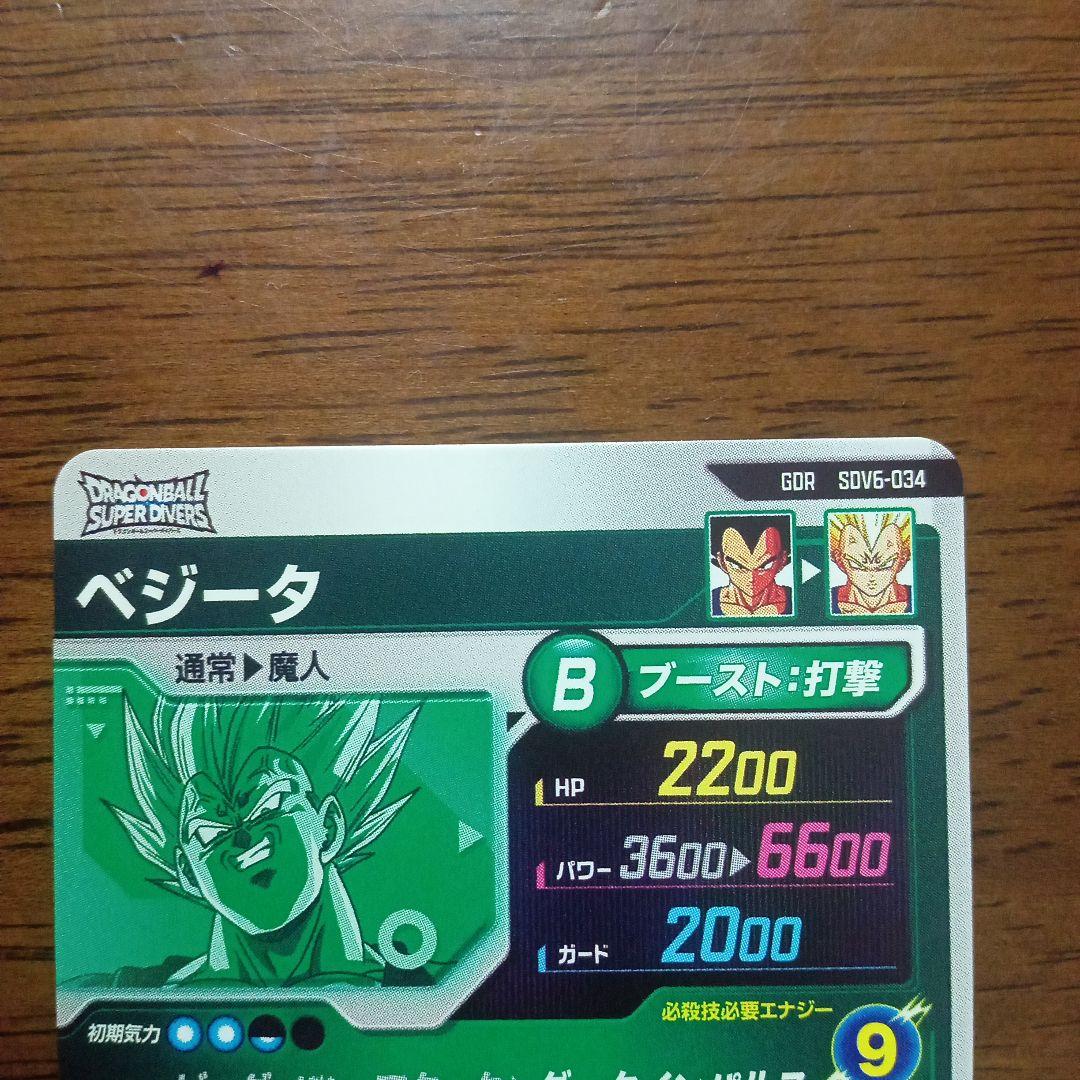 DRAGONBALL
SUPER DIVERS
GDR SDV6-034
ベジータ
通常▶魔人
B ブースト:打撃
HP 2200
パワー 3600▶6600
ガード 2000
必殺技必要エナジー
初期気力
9